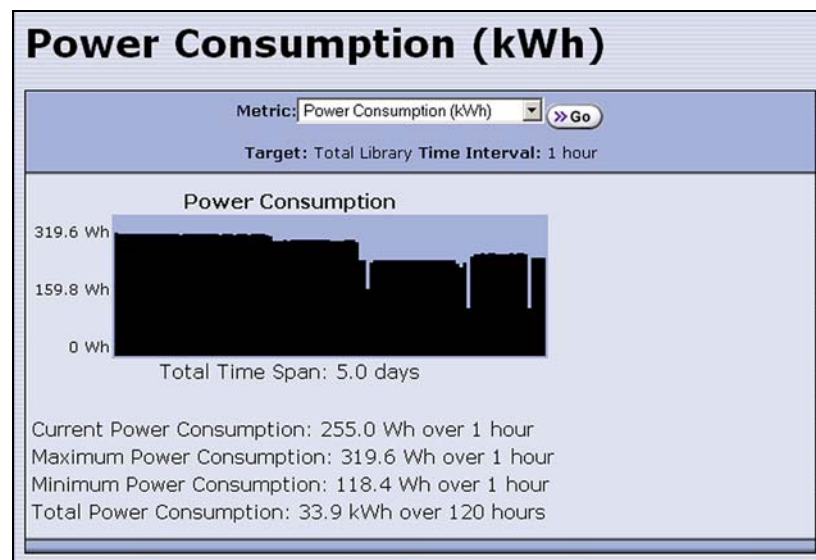 Power Consumption (kWh)
Metric: Power Consumption (kWh) >> Go
Target: Total Library Time Interval: 1 hour
Power Consumption
319.6 Wh
159.8 Wh
0 Wh
Total Time Span: 5.0 days
Current Power Consumption: 255.0 Wh over 1 hour
Maximum Power Consumption: 319.6 Wh over 1 hour
Minimum Power Consumption: 118.4 Wh over 1 hour
Total Power Consumption: 33.9 kWh over 120 hours